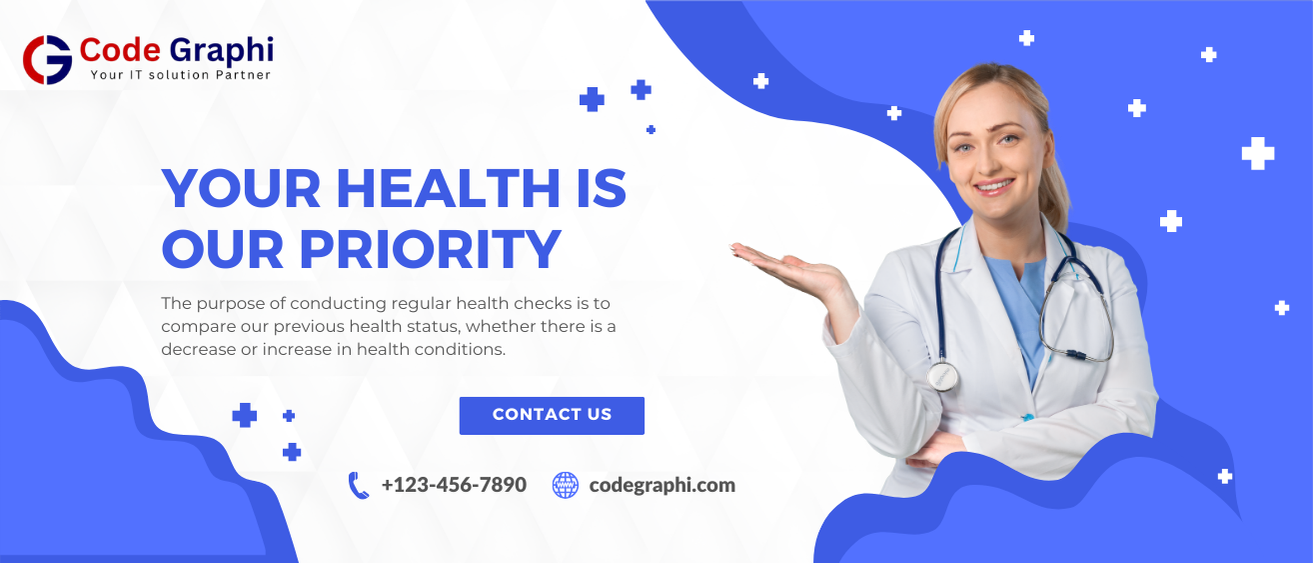 Code Graphi
Your IT solution Partner
YOUR HEALTH IS
OUR PRIORITY
The purpose of conducting regular health checks is to
compare our previous health status, whether there is a
decrease or increase in health conditions.
CONTACT US
+123-456-7890
codegraphi.com